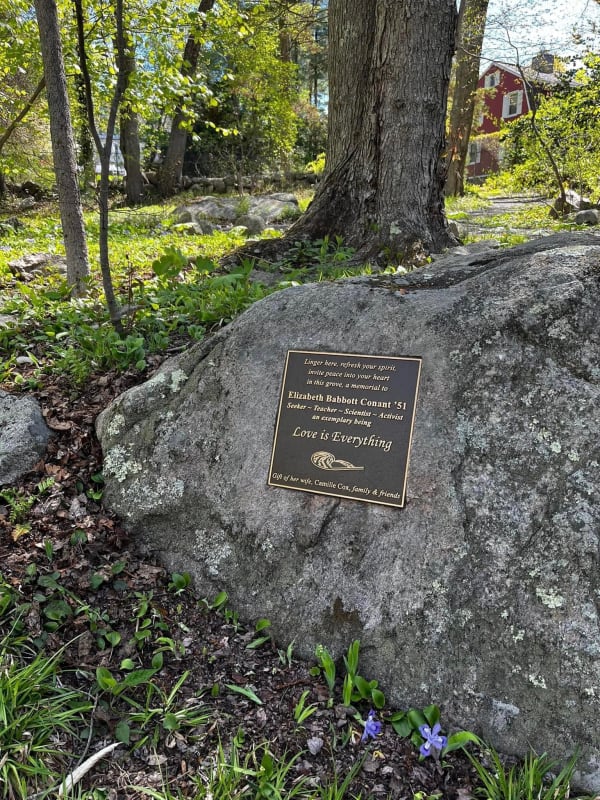 Linger here, refresh your spirit,
invite peace into your heart
in this grove, a memorial to
Elizabeth Babbott Conant '51
Seeker ~ Teacher ~ Scientist ~ Activist
an exemplary being
Love is Everything
Gift of her wife, Camille Cox, family & friends